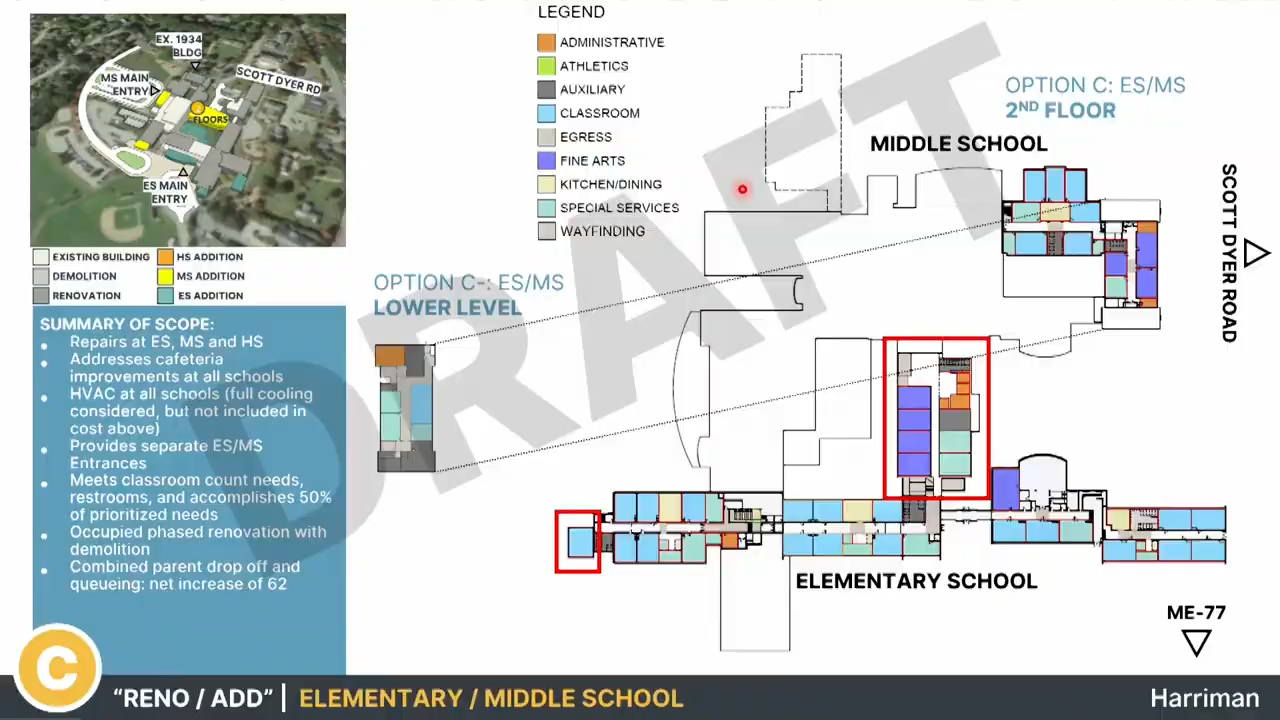 EX. 1934
BLDG
MS MAIN
ENTRY
SCOTT DYER RD
FLOORS
ES MAIN
ENTRY
EXISTING BUILDING
HS ADDITION
DEMOLITION
MS ADDITION
RENOVATION
ES ADDITION
SUMMARY OF SCOPE:
Repairs at ES, MS and HS
Addresses cafeteria
improvements at all schools
HVAC at all schools (full cooling
considered, but not included in
cost above)
Provides separate ES/MS
Entrances
Meets classroom count needs,
restrooms, and accomplishes 50%
of prioritized needs
Occupied phased renovation with
demolition
Combined parent drop off and
queueing: net increase of 62
LEGEND
ADMINISTRATIVE
ATHLETICS
AUXILIARY
CLASSROOM
EGRESS
FINE ARTS
KITCHEN/DINING
SPECIAL SERVICES
WAYFINDING
OPTION C: ES/MS
2ND FLOOR
MIDDLE SCHOOL
SCOTT DYER ROAD
OPTION C-: ES/MS
LOWER LEVEL
DRAFT
ELEMENTARY SCHOOL
ME-77
C
"RENO / ADD" | ELEMENTARY / MIDDLE SCHOOL
Harriman